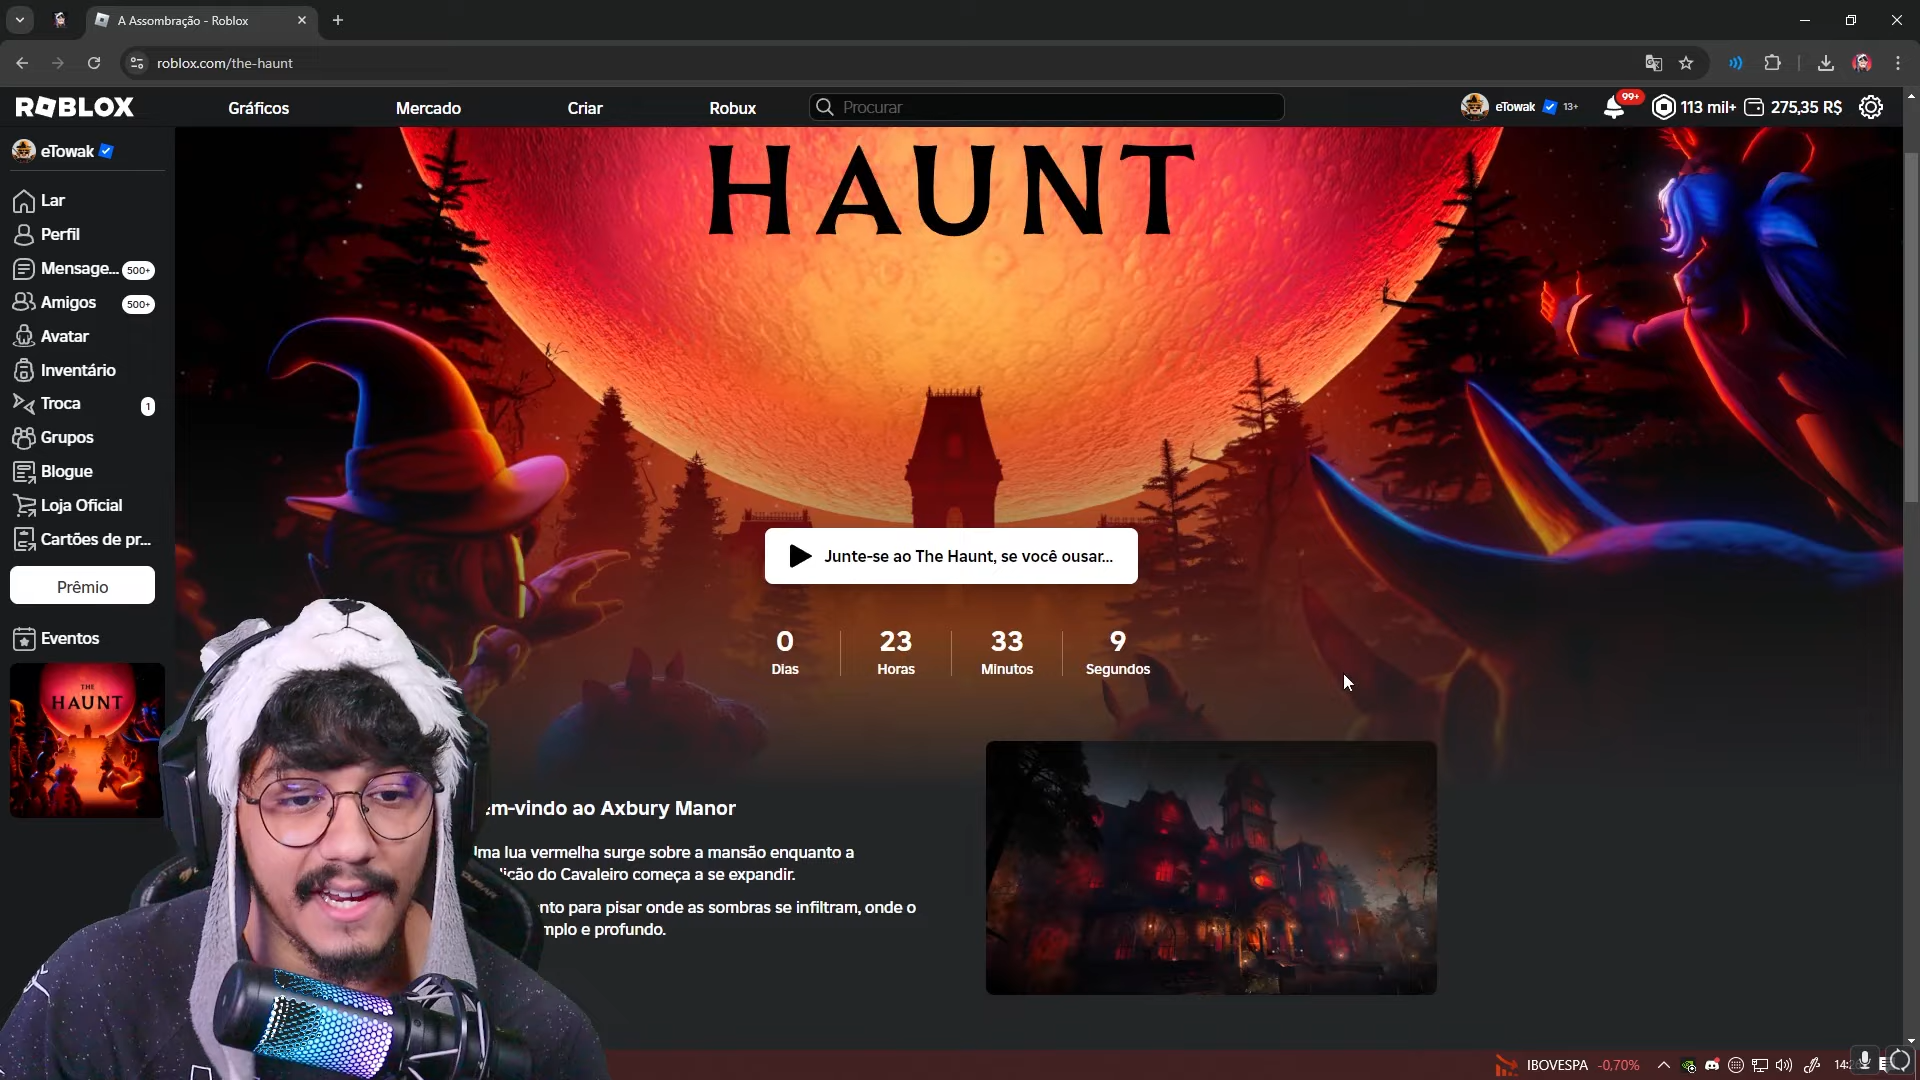 A Assombração - Roblox
roblox.com/the-haunt
ROBLOX
Gráficos
Mercado
Criar
Robux
Procurar
eTowak
13+
99+
113 mil+
275,35 R$
eTowak
Lar
Perfil
Mensage... 500+
Amigos 500+
Avatar
Inventário
Troca 1
Grupos
Blogue
Loja Oficial
Cartões de pr...
Prêmio
Eventos
THE
HAUNT
HAUNT
Junte-se ao The Haunt, se você ousar...
0 23 33 9
Dias Horas Minutos Segundos
em-vindo ao Axbury Manor
ma lua vermelha surge sobre a mansão enquanto a
ição do Cavaleiro começa a se expandir.
nto para pisar onde as sombras se infiltram, onde o
mplo e profundo.
IBOVESPA -0,70%
14: